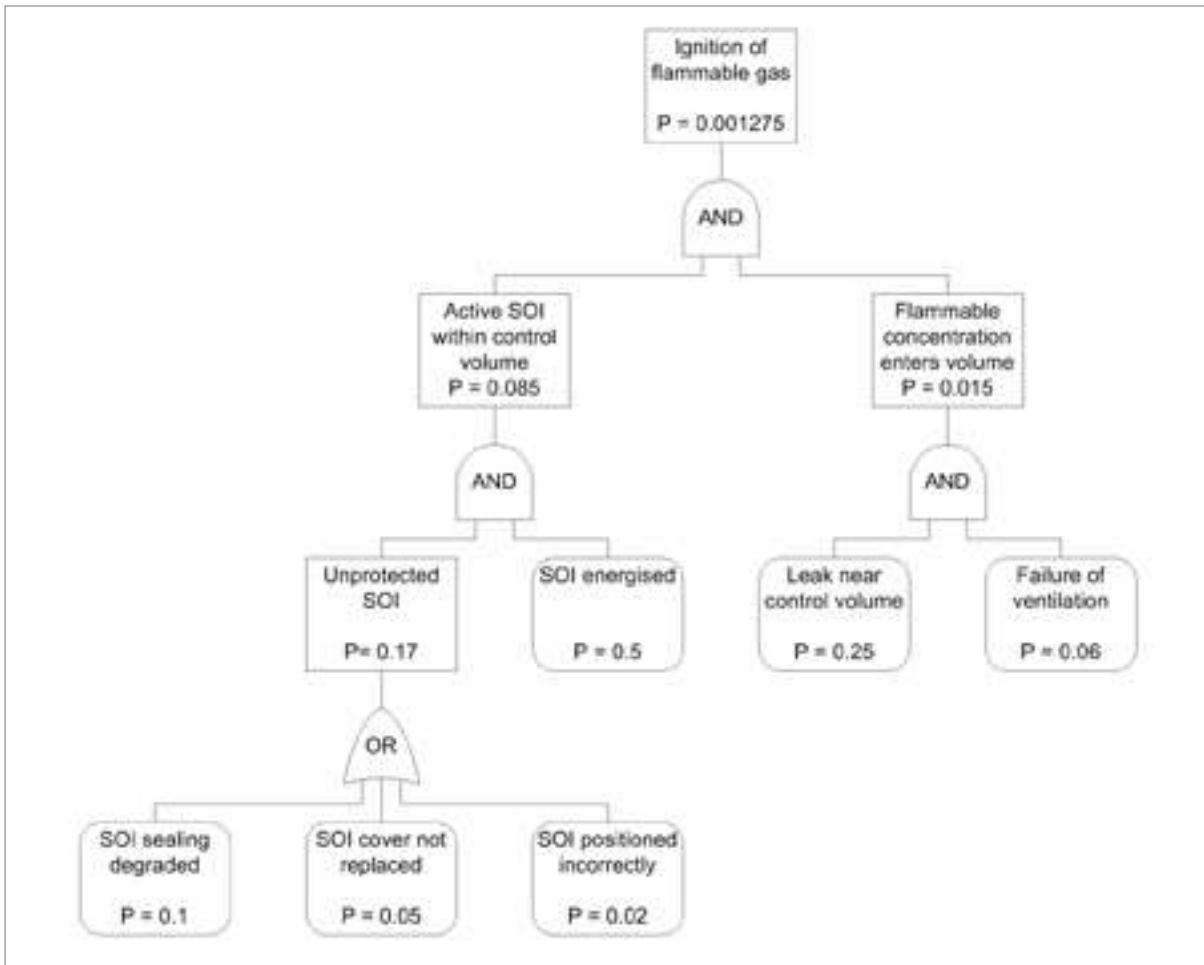 Ignition of
flammable gas
P = 0.001275
AND
Active SOI
within control
volume
P = 0.085
Flammable
concentration
enters volume
P = 0.015
AND
AND
Unprotected
SOI
P= 0.17
SOI energised
P = 0.5
Leak near
control volume
P = 0.25
Failure of
ventilation
P = 0.06
OR
SOI sealing
degraded
P = 0.1
SOI cover not
replaced
P = 0.05
SOI positioned
incorrectly
P = 0.02